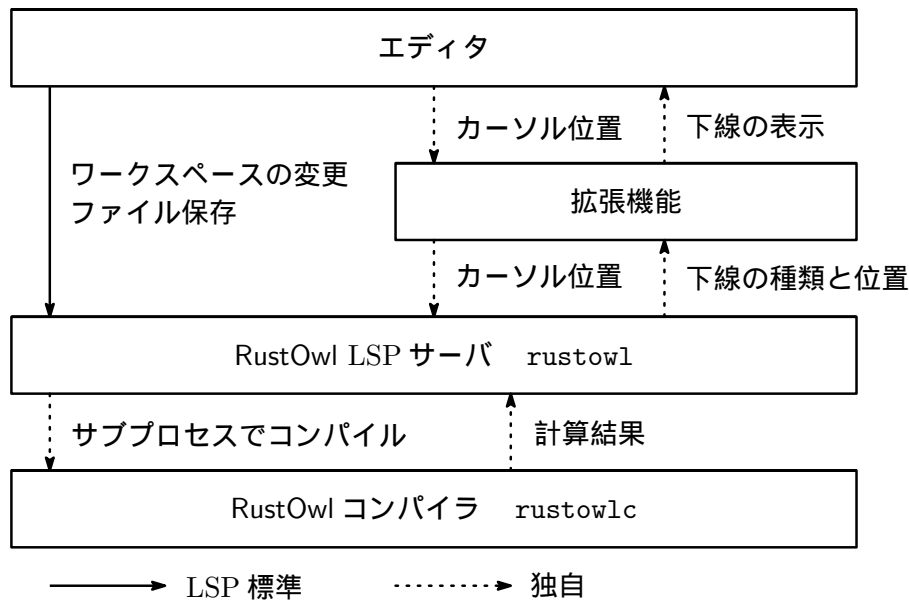 エディタ
カーソル位置
下線の表示
ワークスペースの変更
ファイル保存
拡張機能
カーソル位置
下線の種類と位置
RustOwl LSP サーバ rustowl
サブプロセスでコンパイル
計算結果
RustOwl コンパイラ rustowlc
LSP 標準
独自